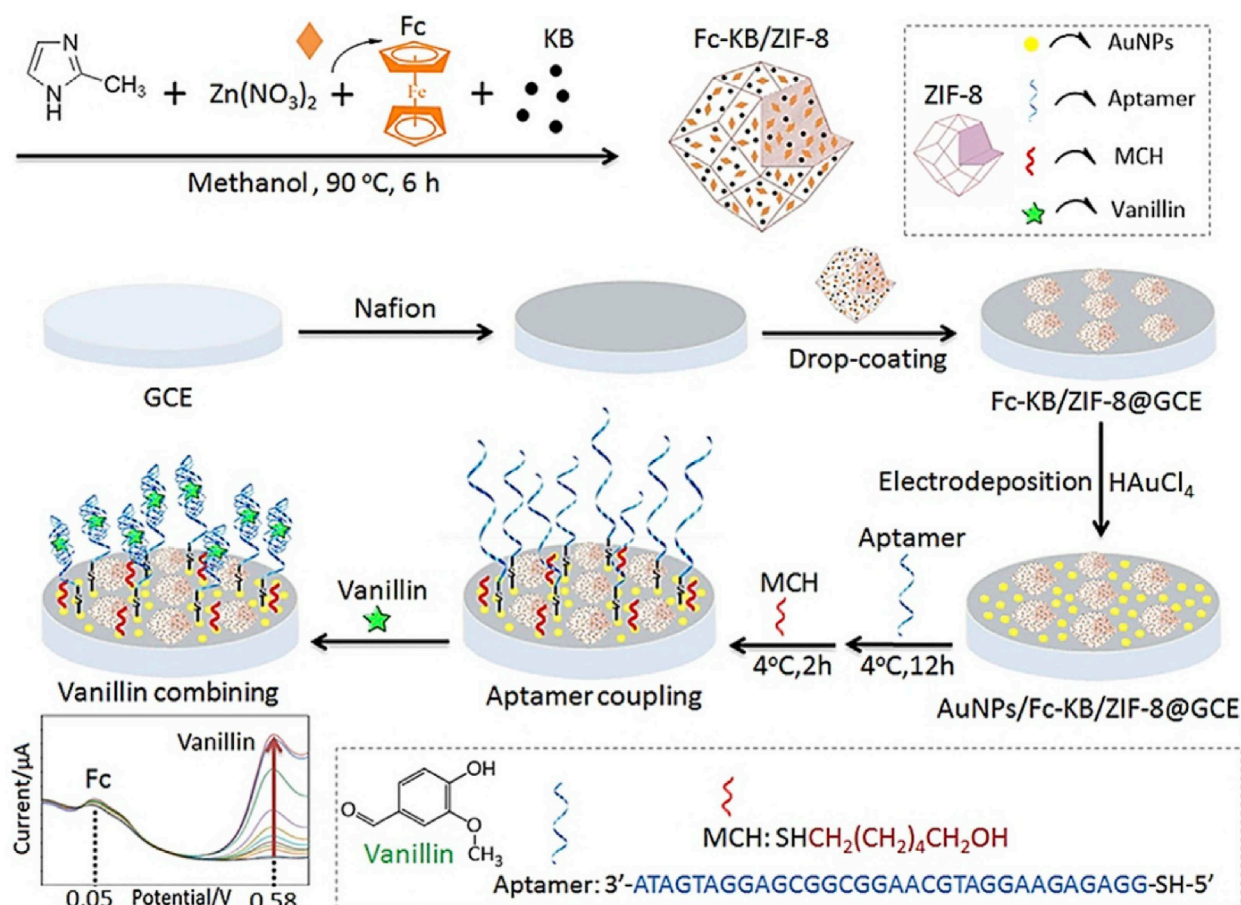 Fc
KB
Fc-KB/ZIF-8
N
N
H
CH₃
+ Zn(NO₃)₂ + Fe +
Methanol , 90 °C, 6 h
AuNPs
ZIF-8
Aptamer
MCH
Vanillin
GCE
Nafion
Drop-coating
Fc-KB/ZIF-8@GCE
Electrodeposition HAuCl₄
Aptamer
MCH
4°C,2h
4°C,12h
AuNPs/Fc-KB/ZIF-8@GCE
Vanillin
Vanillin combining
Aptamer coupling
Current/μA
Vanillin
Fc
0.05 Potential/V 0.58
OH
O
O
CH₃
Vanillin
MCH: SHCH₂(CH₂)₄CH₂OH
Aptamer: 3′-ATAGTAGGAGCGGCGGAACGTAGGAAGAGAGG-SH-5′